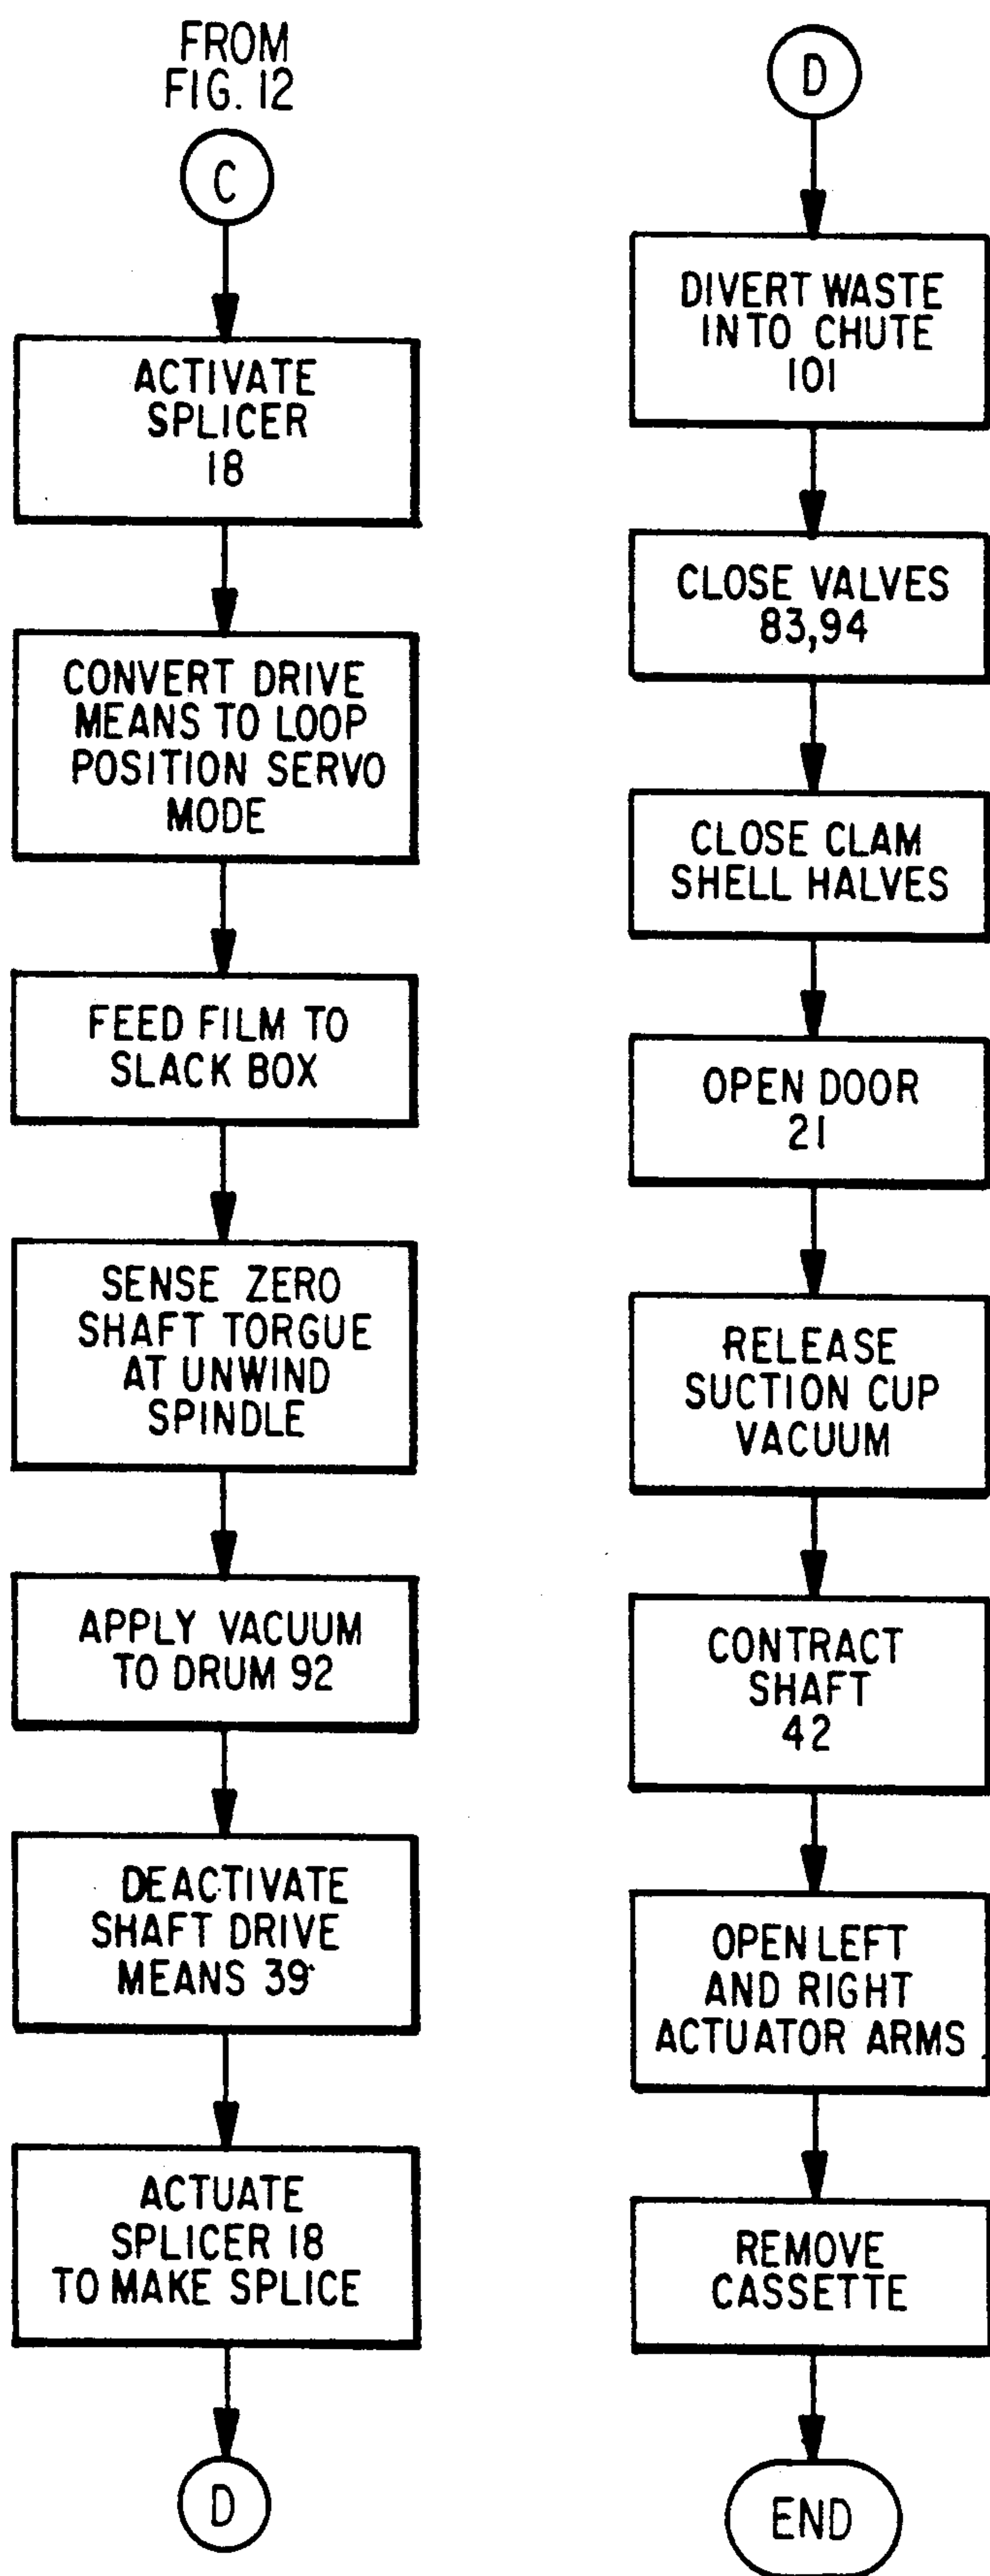 FROM
FIG. 12
C
ACTIVATE
SPLICER
18
CONVERT DRIVE
MEANS TO LOOP
POSITION SERVO
MODE
FEED FILM TO
SLACK BOX
SENSE ZERO
SHAFT TORGUE
AT UNWIND
SPINDLE
APPLY VACUUM
TO DRUM 92
DEACTIVATE
SHAFT DRIVE
MEANS 39
ACTUATE
SPLICER 18
TO MAKE SPLICE
D
D
DIVERT WASTE
INTO CHUTE
101
CLOSE VALVES
83,94
CLOSE CLAM
SHELL HALVES
OPEN DOOR
21
RELEASE
SUCTION CUP
VACUUM
CONTRACT
SHAFT
42
OPEN LEFT
AND RIGHT
ACTUATOR ARMS
REMOVE
CASSETTE
END